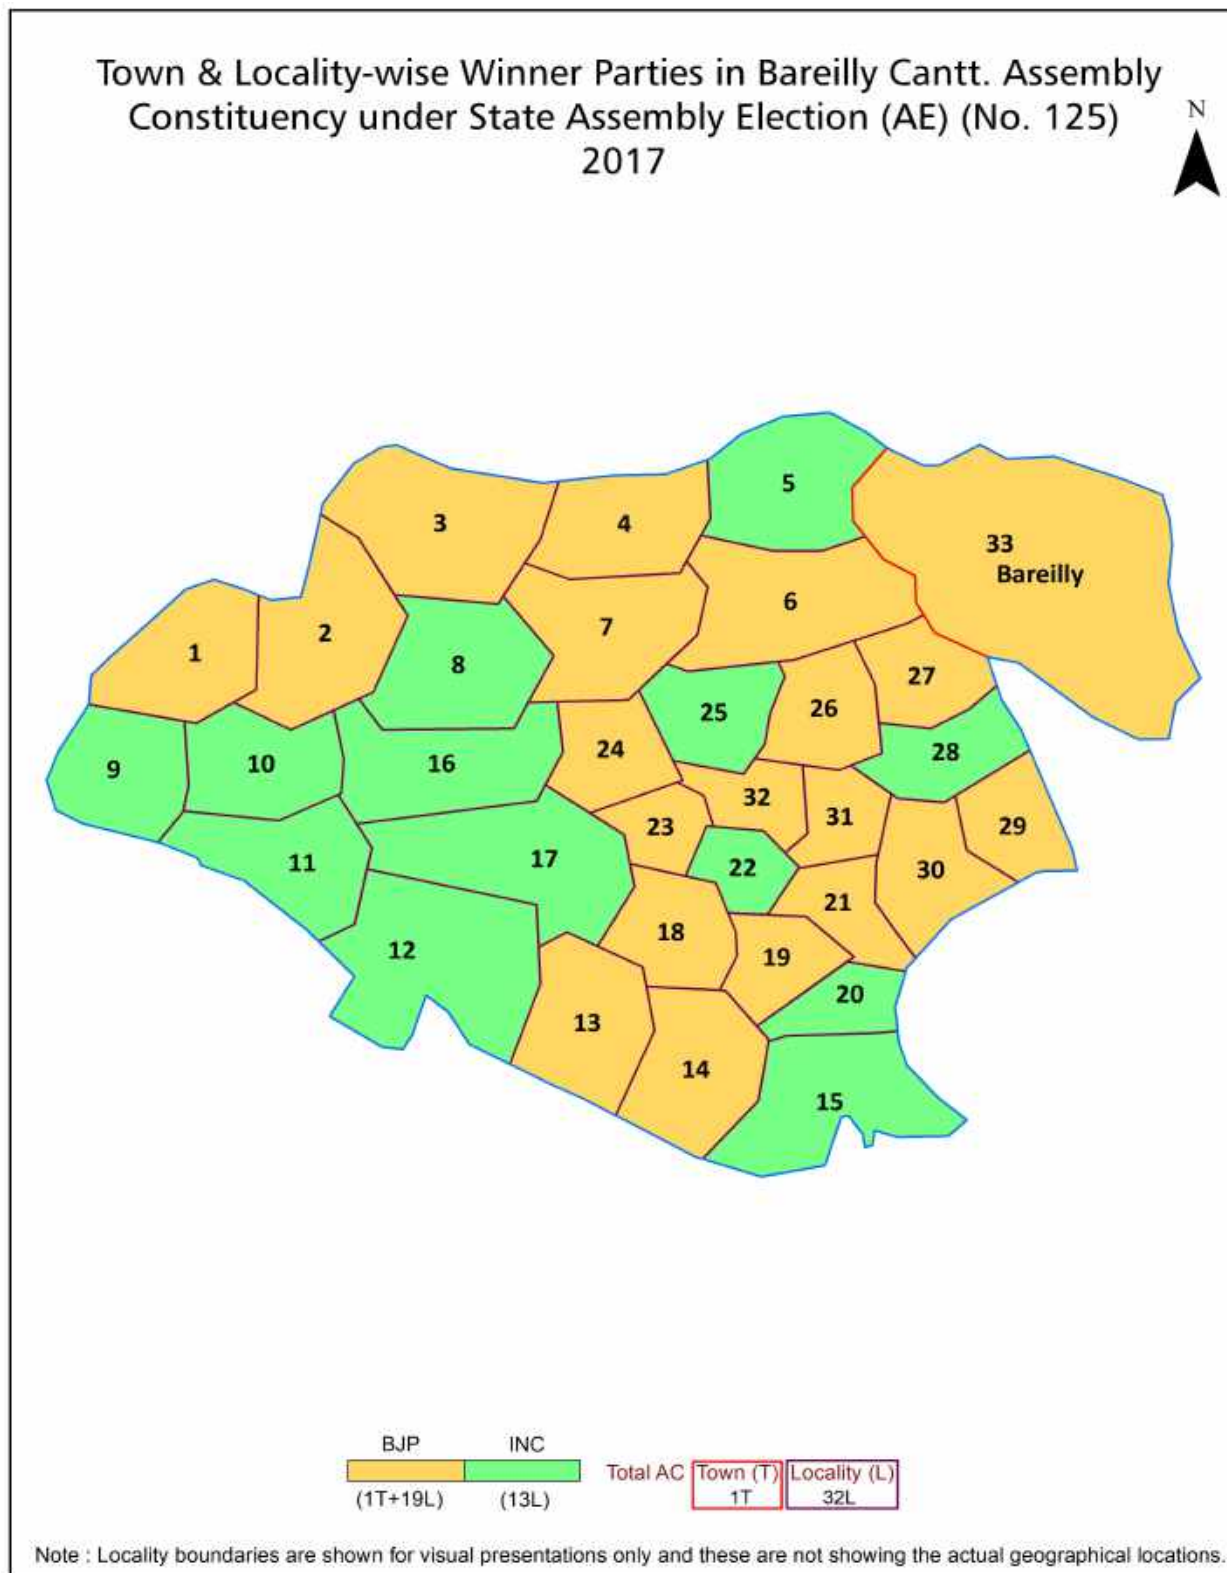 Town & Locality-wise Winner Parties in Bareilly Cantt. Assembly
Constituency under State Assembly Election (AE) (No. 125)
2017
N
5
3
4
33
Bareilly
6
7
2
1
8
27
25
26
24
28
16
10
9
32
31
23
29
17
11
22
30
21
18
12
19
20
13
14
15
BJP
INC
Total AC
Town (T)
Locality (L)
(1T+19L)
(13L)
1T
32L
Note : Locality boundaries are shown for visual presentations only and these are not showing the actual geographical locations.